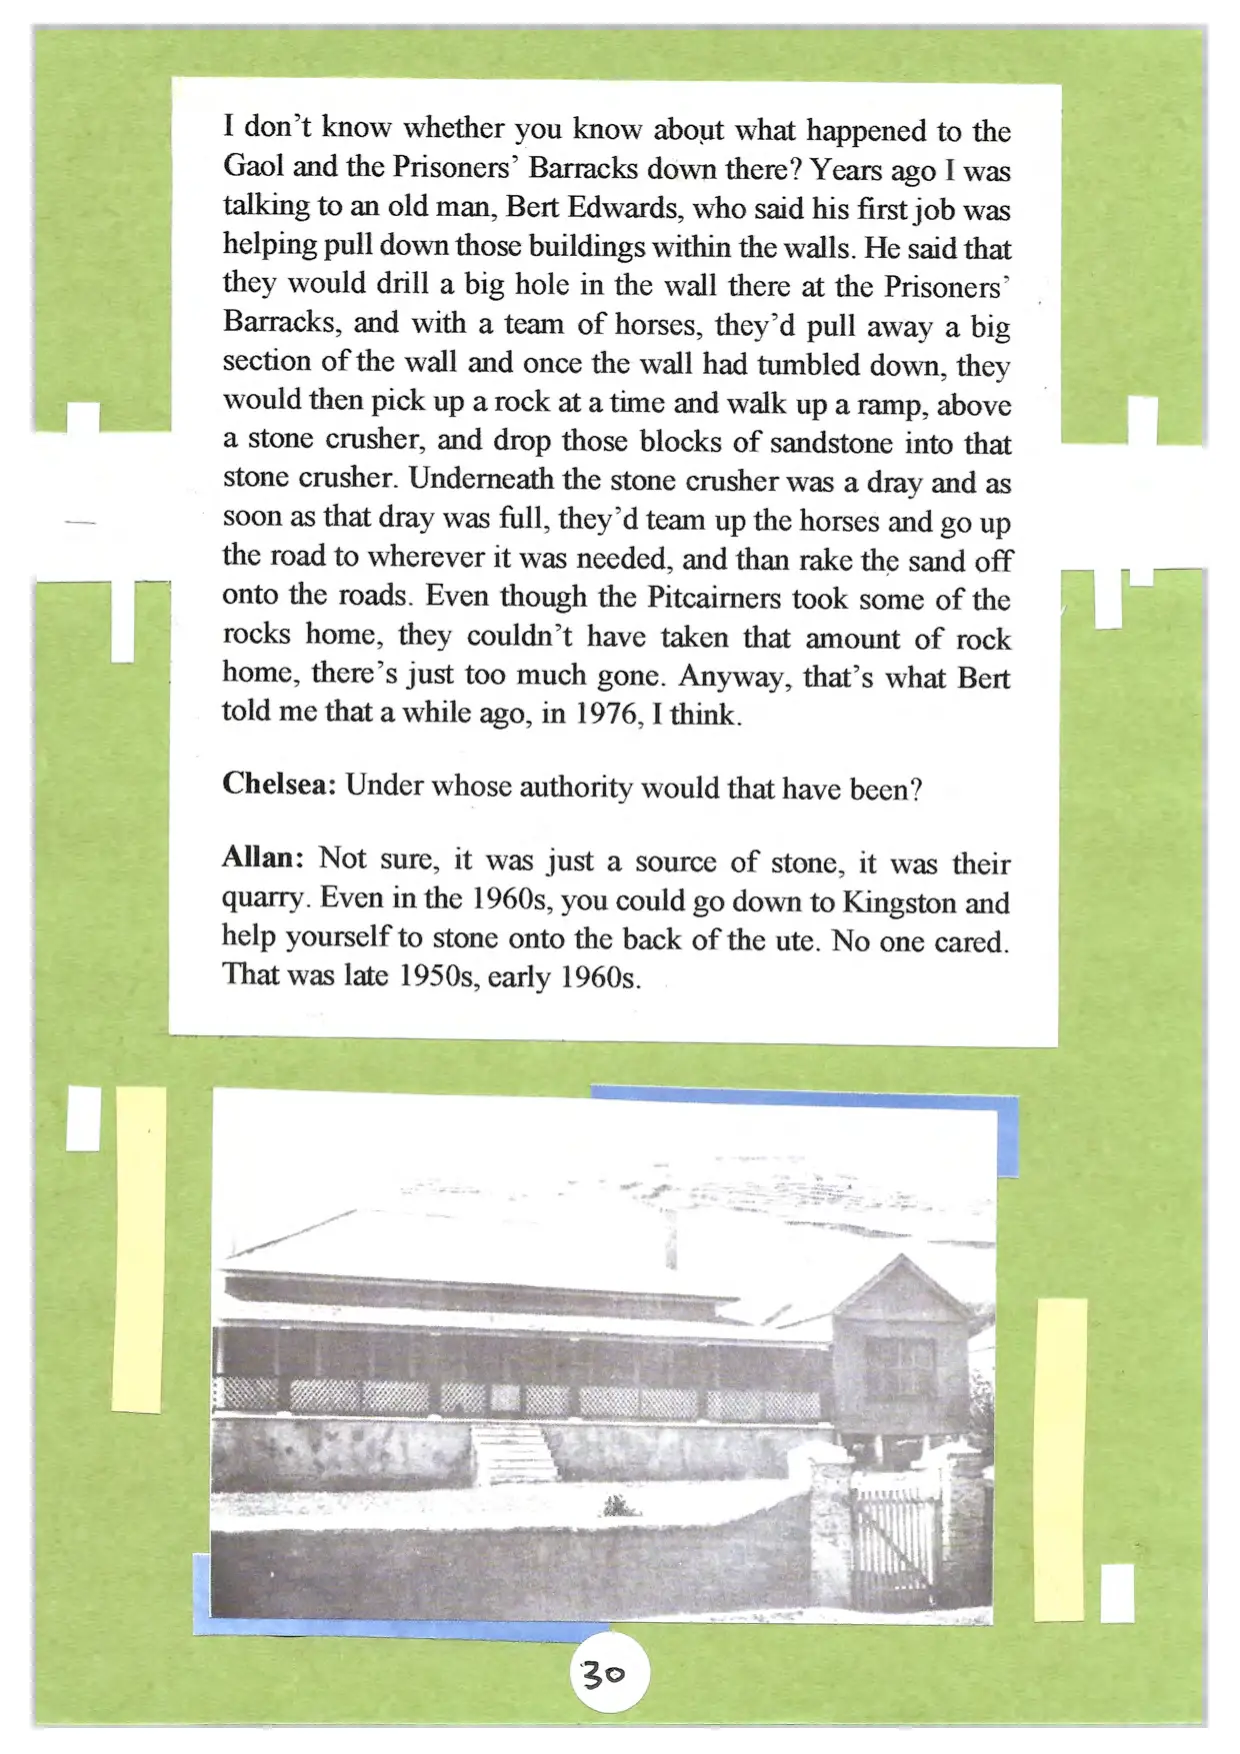 I don't know whether you know about what happened to the
Gaol and the Prisoners' Barracks down there? Years ago I was
talking to an old man, Bert Edwards, who said his first job was
helping pull down those buildings within the walls. He said that
they would drill a big hole in the wall there at the Prisoners'
Barracks, and with a team of horses, they'd pull away a big
section of the wall and once the wall had tumbled down, they
would then pick up a rock at a time and walk up a ramp, above
a stone crusher, and drop those blocks of sandstone into that
stone crusher. Underneath the stone crusher was a dray and as
soon as that dray was full, they'd team up the horses and go up
the road to wherever it was needed, and than rake the sand off
onto the roads. Even though the Pitcairners took some of the
rocks home, they couldn't have taken that amount of rock
home, there's just too much gone. Anyway, that's what Bert
told me that a while ago, in 1976, I think.
Chelsea: Under whose authority would that have been?
Allan: Not sure, it was just a source of stone, it was their
quarry. Even in the 1960s, you could go down to Kingston and
help yourself to stone onto the back of the ute. No one cared.
That was late 1950s, early 1960s.
30